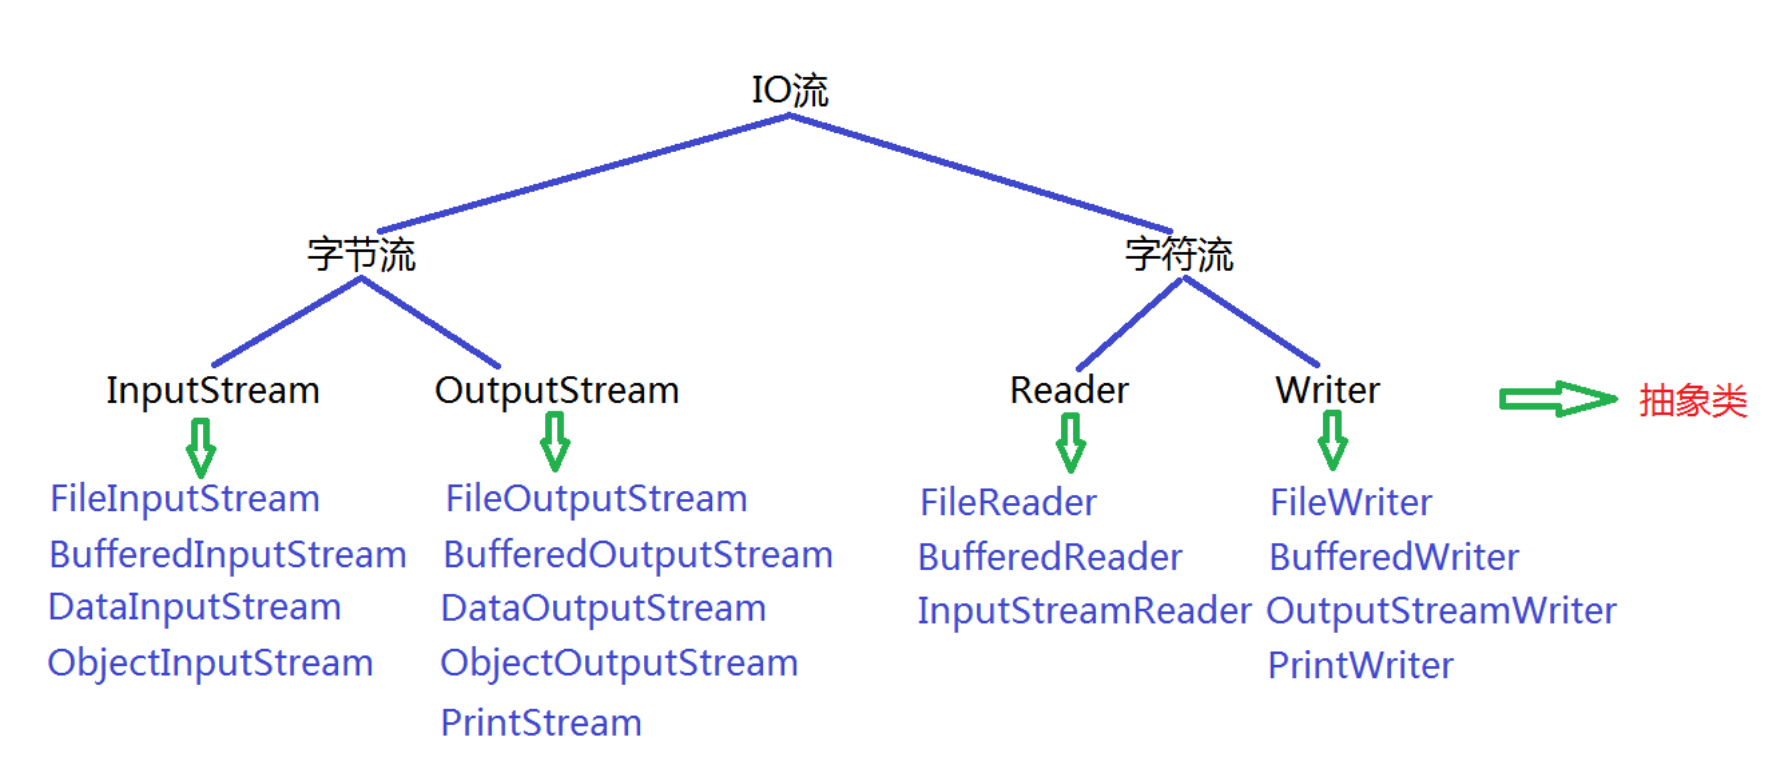 IO流
字节流
字符流
InputStream
OutputStream
Reader
Writer
抽象类
FileInputStream
BufferedInputStream
DataInputStream
ObjectInputStream
FileOutputStream
BufferedOutputStream
DataOutputStream
ObjectOutputStream
PrintStream
FileReader
BufferedReader
InputStreamReader
FileWriter
BufferedWriter
OutputStreamWriter
PrintWriter